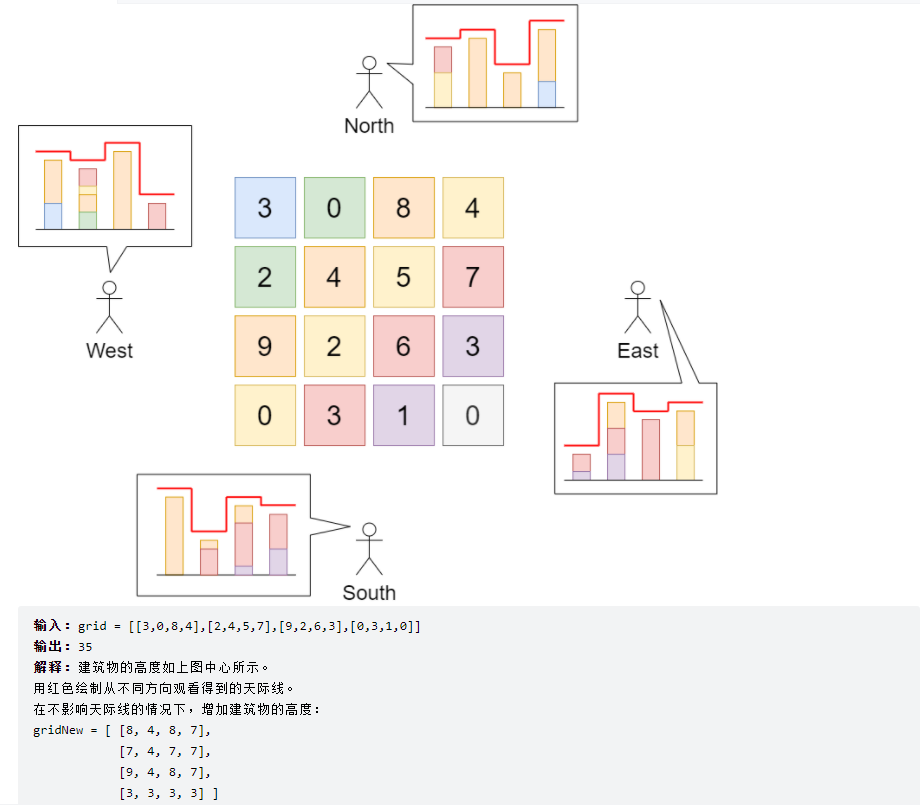 North
3 0 8 4
2 4 5 7
West
East
9 2 6 3
0 3 1 0
South
输入：grid = [[3,0,8,4],[2,4,5,7],[9,2,6,3],[0,3,1,0]]
输出：35
解释：建筑物的高度如上图中心所示。
用红色绘制从不同方向观看得到的天际线。
在不影响天际线的情况下，增加建筑物的高度：
gridNew = [ [8, 4, 8, 7],
[7, 4, 7, 7],
[9, 4, 8, 7],
[3, 3, 3, 3] ]